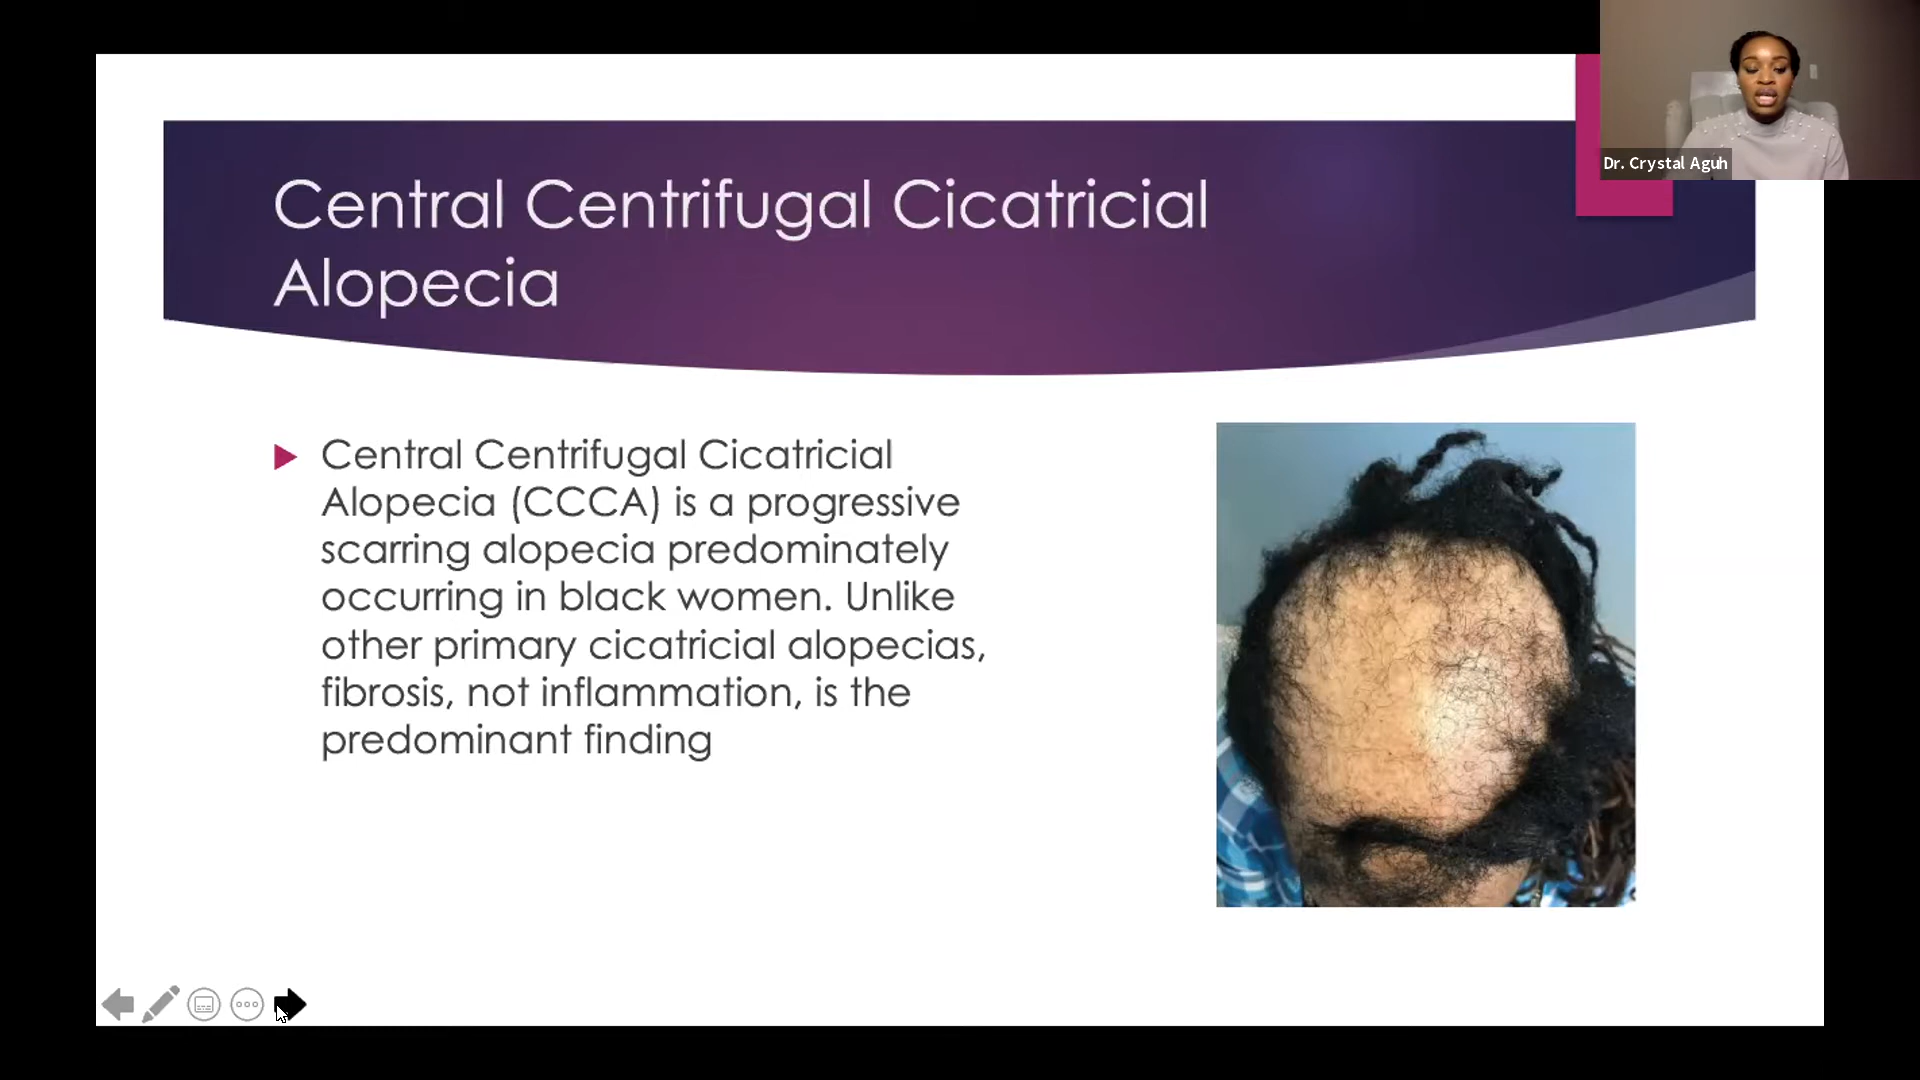 Dr. Crystal Aguh
Central Centrifugal Cicatricial
Alopecia
Central Centrifugal Cicatricial
Alopecia (CCCA) is a progressive
scarring alopecia predominately
occurring in black women. Unlike
other primary cicatricial alopecias,
fibrosis, not inflammation, is the
predominant finding